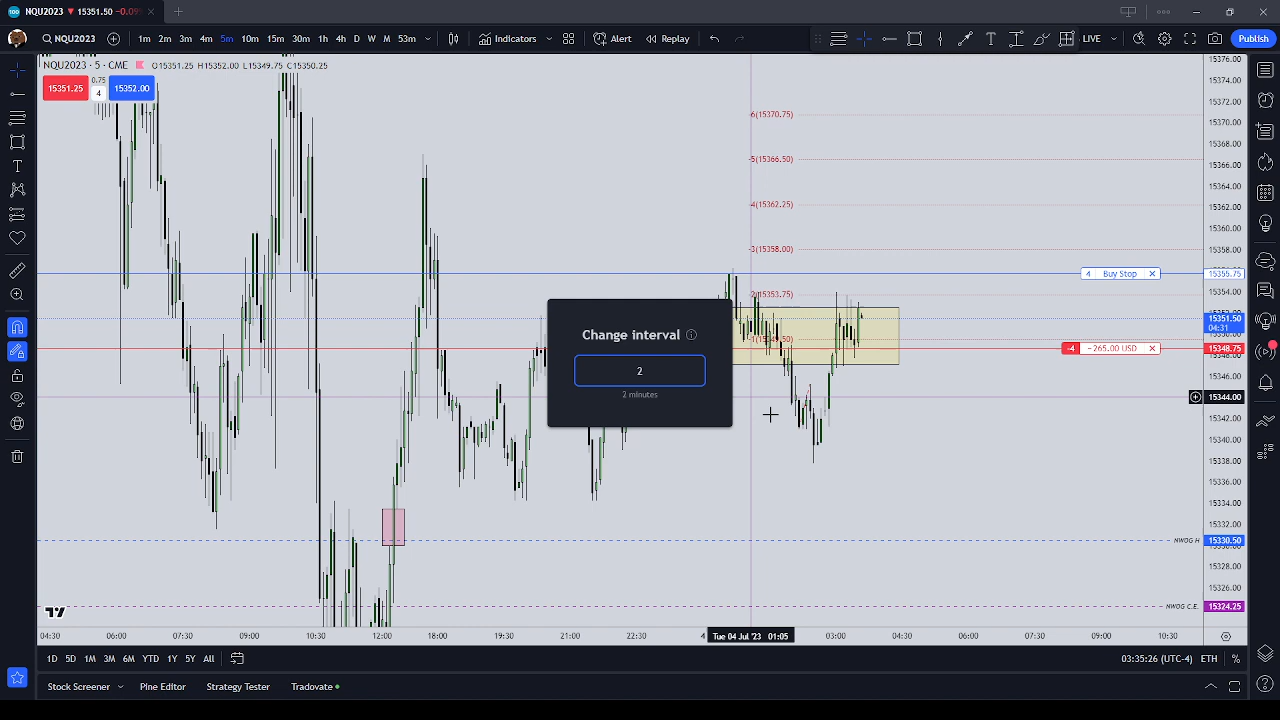 NQU2023 ▼ 15351.50 −0.09
NQU2023 1m 2m 3m 4m 5m 10m 15m 30m 1h 4h D W M 53m Indicators Alert Replay LIVE Publish
NQU2023 · 5 · CME O15351.25 H15352.00 L15349.75 C15350.25
15351.25 0.75 4 15352.00
-6(15370.75)
-5(15366.50)
-4(15362.25)
-3(15358.00)
4 Buy Stop ✕ 15355.75
-2(15353.75)
Change interval
2
2 minutes
-4 −265.00 USD ✕ 15348.75
15376.00
15374.00
15372.00
15370.00
15368.00
15366.00
15364.00
15362.00
15360.00
15358.00
15354.00
15351.50
04:31
15346.00
15344.00
15342.00
15340.00
15338.00
15336.00
15334.00
15332.00
NWOG H 15330.50
15328.00
15326.00
NWOG C.E. 15324.25
04:30 06:00 07:30 09:00 10:30 12:00 18:00 19:30 21:00 22:30 4 Tue 04 Jul '23 01:05 03:00 04:30 06:00 07:30 09:00 10:30
1D 5D 1M 3M 6M YTD 1Y 5Y All 03:35:26 (UTC-4) ETH %
Stock Screener Pine Editor Strategy Tester Tradovate